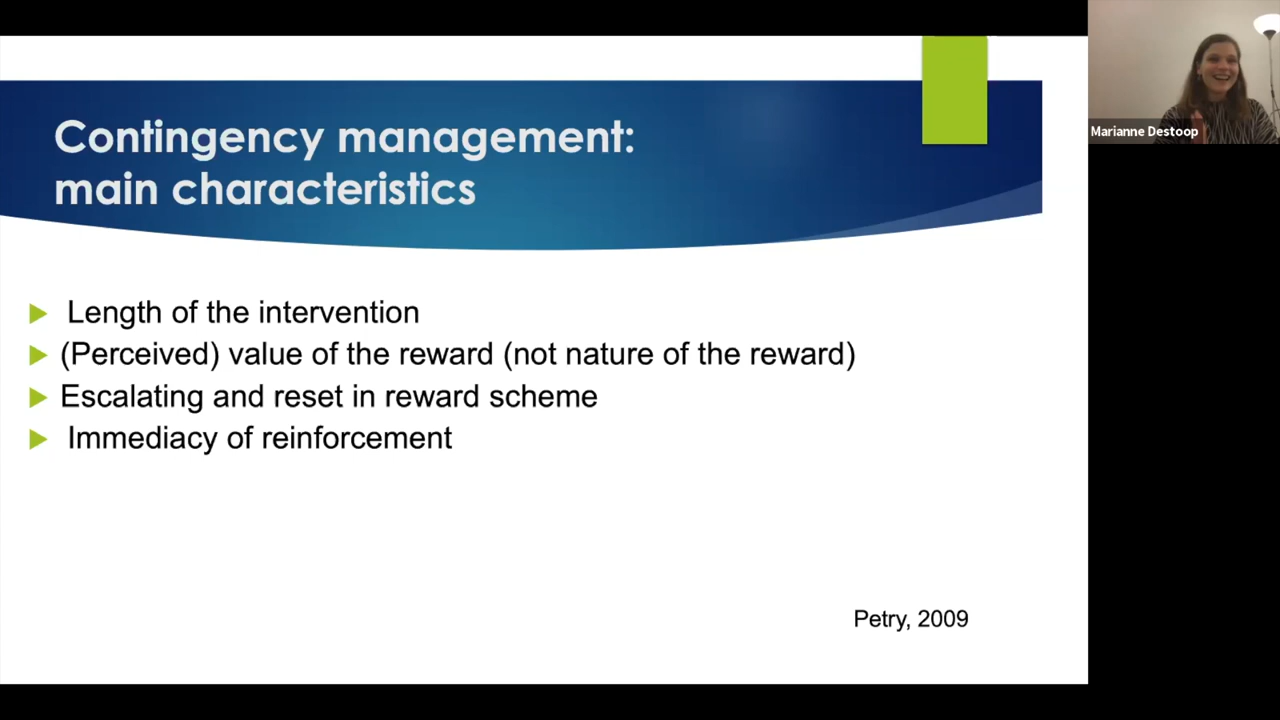 Contingency management:
main characteristics
Length of the intervention
(Perceived) value of the reward (not nature of the reward)
Escalating and reset in reward scheme
Immediacy of reinforcement
Petry, 2009
Marianne Destoop